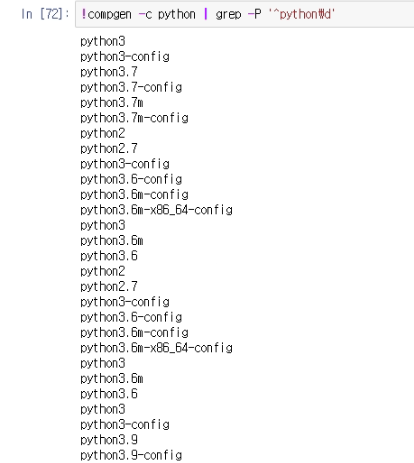 In [72]: !compgen -c python | grep -P '^python₩d'
python3
python3-config
python3.7
python3.7-config
python3.7m
python3.7m-config
python2
python2.7
python3-config
python3.6-config
python3.6m-config
python3.6m-x86_64-config
python3
python3.6m
python3.6
python2
python2.7
python3-config
python3.6-config
python3.6m-config
python3.6m-x86_64-config
python3
python3.6m
python3.6
python3
python3-config
python3.9
python3.9-config